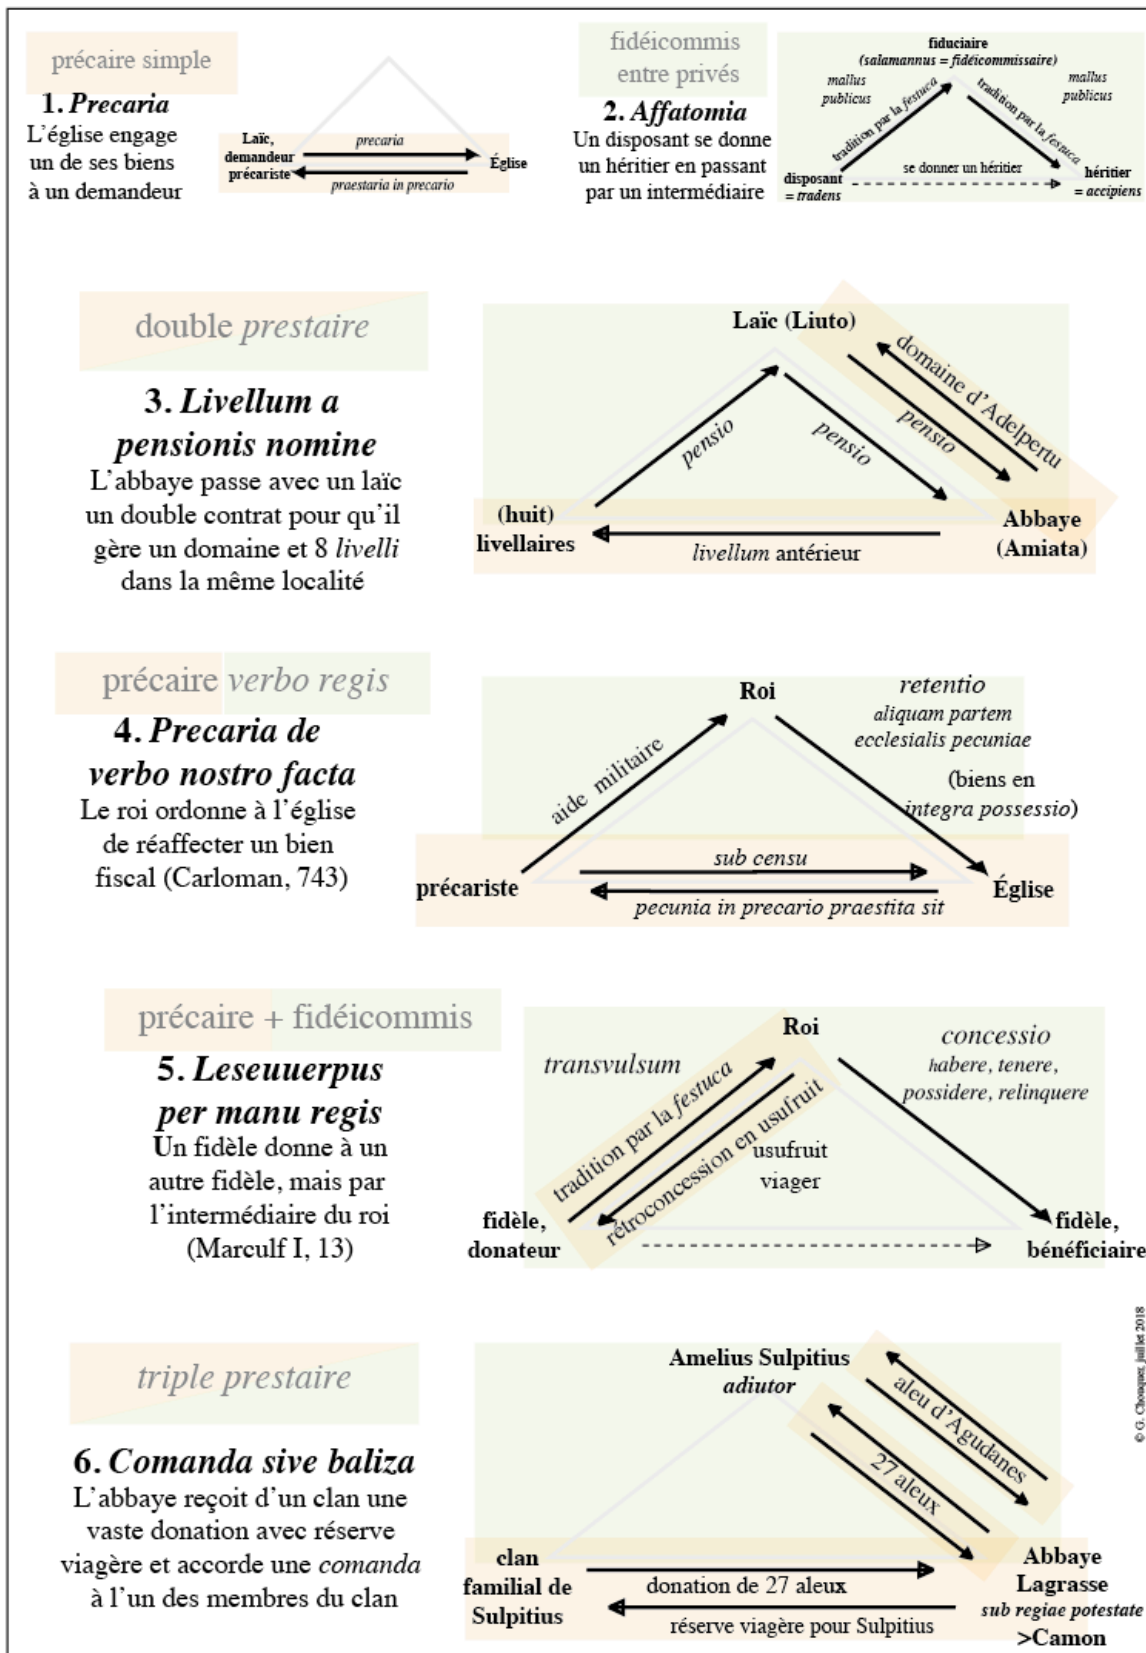 précaire simple
1. Precaria
L'église engage
un de ses biens
à un demandeur
Laïc,
demandeur
précariste
precaria
praestaria in precario
Église
fidéicommis
entre privés
2. Affatomia
Un disposant se donne
un héritier en passant
par un intermédiaire
fiduciaire
(salamannus = fidéicommissaire)
mallus
publicus
mallus
publicus
tradition par la festuca
tradition par la festuca
se donner un héritier
disposant
= tradens
héritier
= accipiens
double prestaire
3. Livellum a
pensionis nomine
L'abbaye passe avec un laïc
un double contrat pour qu'il
gère un domaine et 8 livelli
dans la même localité
Laïc (Liuto)
domaine d'Adelpertu
pensio
pensio
pensio
(huit)
livellaires
livellum antérieur
Abbaye
(Amiata)
précaire verbo regis
4. Precaria de
verbo nostro facta
Le roi ordonne à l'église
de réaffecter un bien
fiscal (Carloman, 743)
Roi
retentio
aliquam partem
ecclesialis pecuniae
(biens en
integra possessio)
aide militaire
précariste
sub censu
pecunia in precario praestita sit
Église
précaire + fidéicommis
5. Leseuuerpus
per manu regis
Un fidèle donne à un
autre fidèle, mais par
l'intermédiaire du roi
(Marculf I, 13)
Roi
transvulsum
concessio
habere, tenere,
possidere, relinquere
tradition par la festuca
rétroconcession en usufruit
usufruit
viager
fidèle,
donateur
fidèle,
bénéficiaire
© G. Chouquer, juillet 2018
triple prestaire
6. Comanda sive baliza
L'abbaye reçoit d'un clan une
vaste donation avec réserve
viagère et accorde une comanda
à l'un des membres du clan
Amelius Sulpitius
adiutor
aleu d'Agudanes
27 aleux
clan
familial de
Sulpitius
donation de 27 aleux
réserve viagère pour Sulpitius
Abbaye
Lagrasse
sub regiae potestate
>Camon